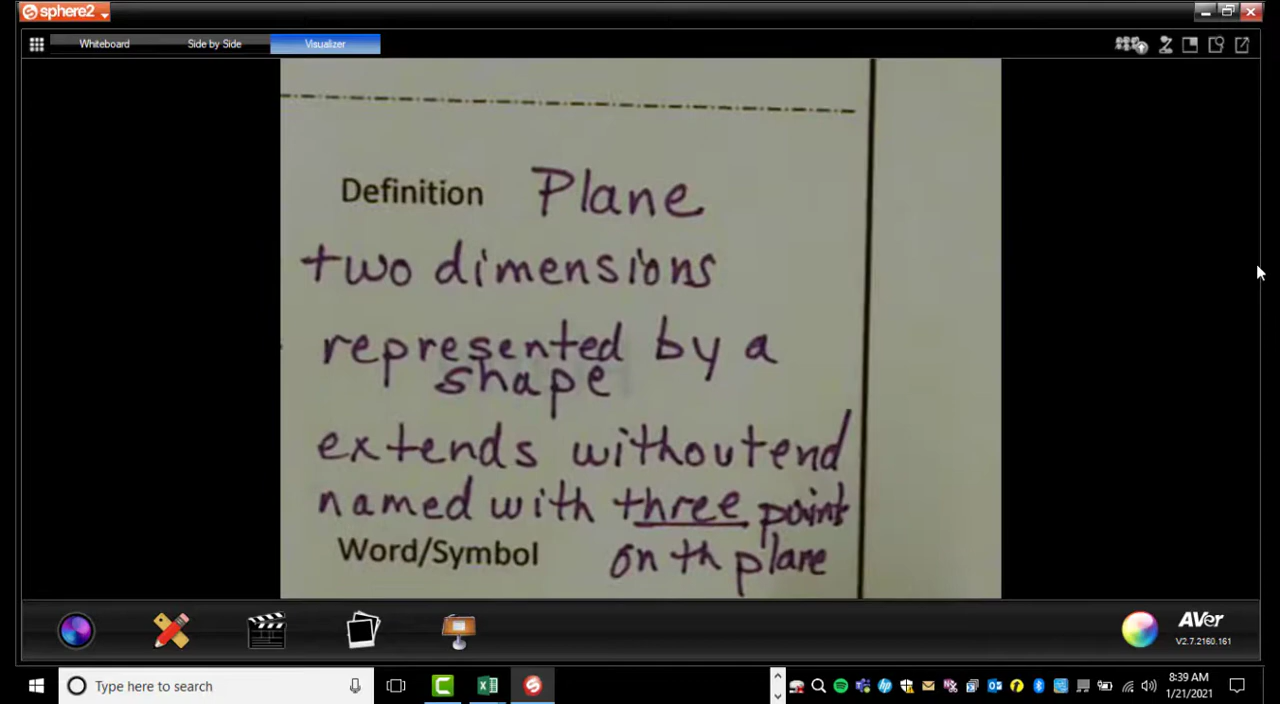 sphere2
Whiteboard Side by Side Visualizer
Definition Plane
two dimensions
represented by a
shape
extends without end
named with three point
Word/Symbol on th plane
AVer
V2.7.2160.161
Type here to search
8:39 AM
1/21/2021